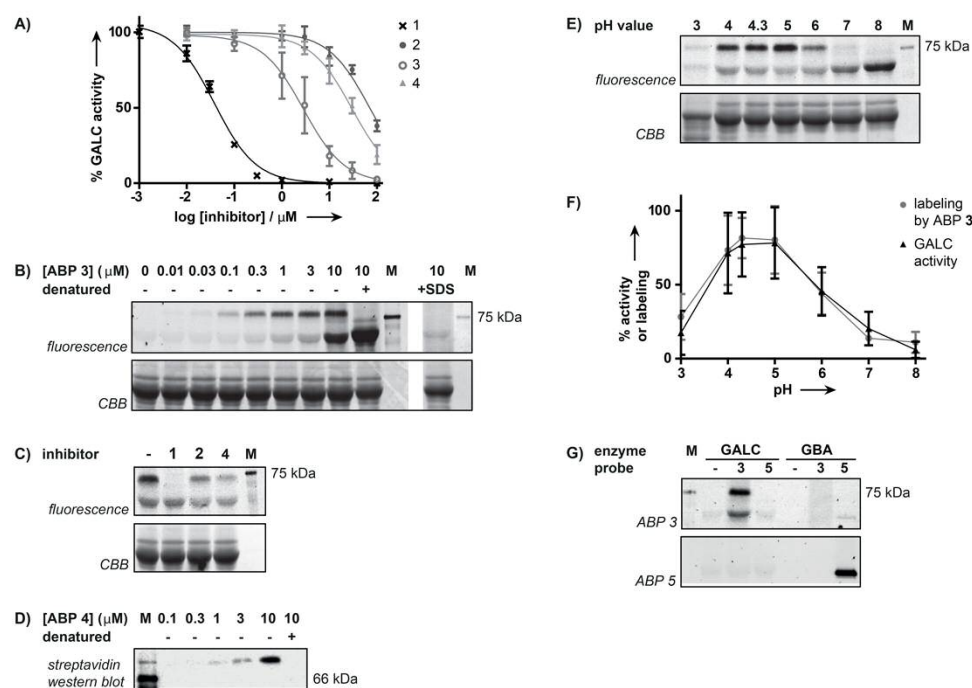 A)
100
50
0
% GALC activity
-3 -2 -1 0 1 2
log [inhibitor] / μM
1
2
3
4
B) [ABP 3] (μM) 0 0.01 0.03 0.1 0.3 1 3 10 10 M 10 M
denatured - - - - - - - - + +SDS
75 kDa
fluorescence
CBB
C) inhibitor - 1 2 4 M
75 kDa
fluorescence
CBB
D) [ABP 4] (μM) M 0.1 0.3 1 3 10 10
denatured - - - - - +
streptavidin
western blot
66 kDa
E) pH value 3 4 4.3 5 6 7 8 M
75 kDa
fluorescence
CBB
F)
100
50
0
% activity
or labeling
3 4 5 6 7 8
pH
labeling
by ABP 3
GALC
activity
G) enzyme GALC GBA
probe M - 3 5 - 3 5
75 kDa
ABP 3
ABP 5